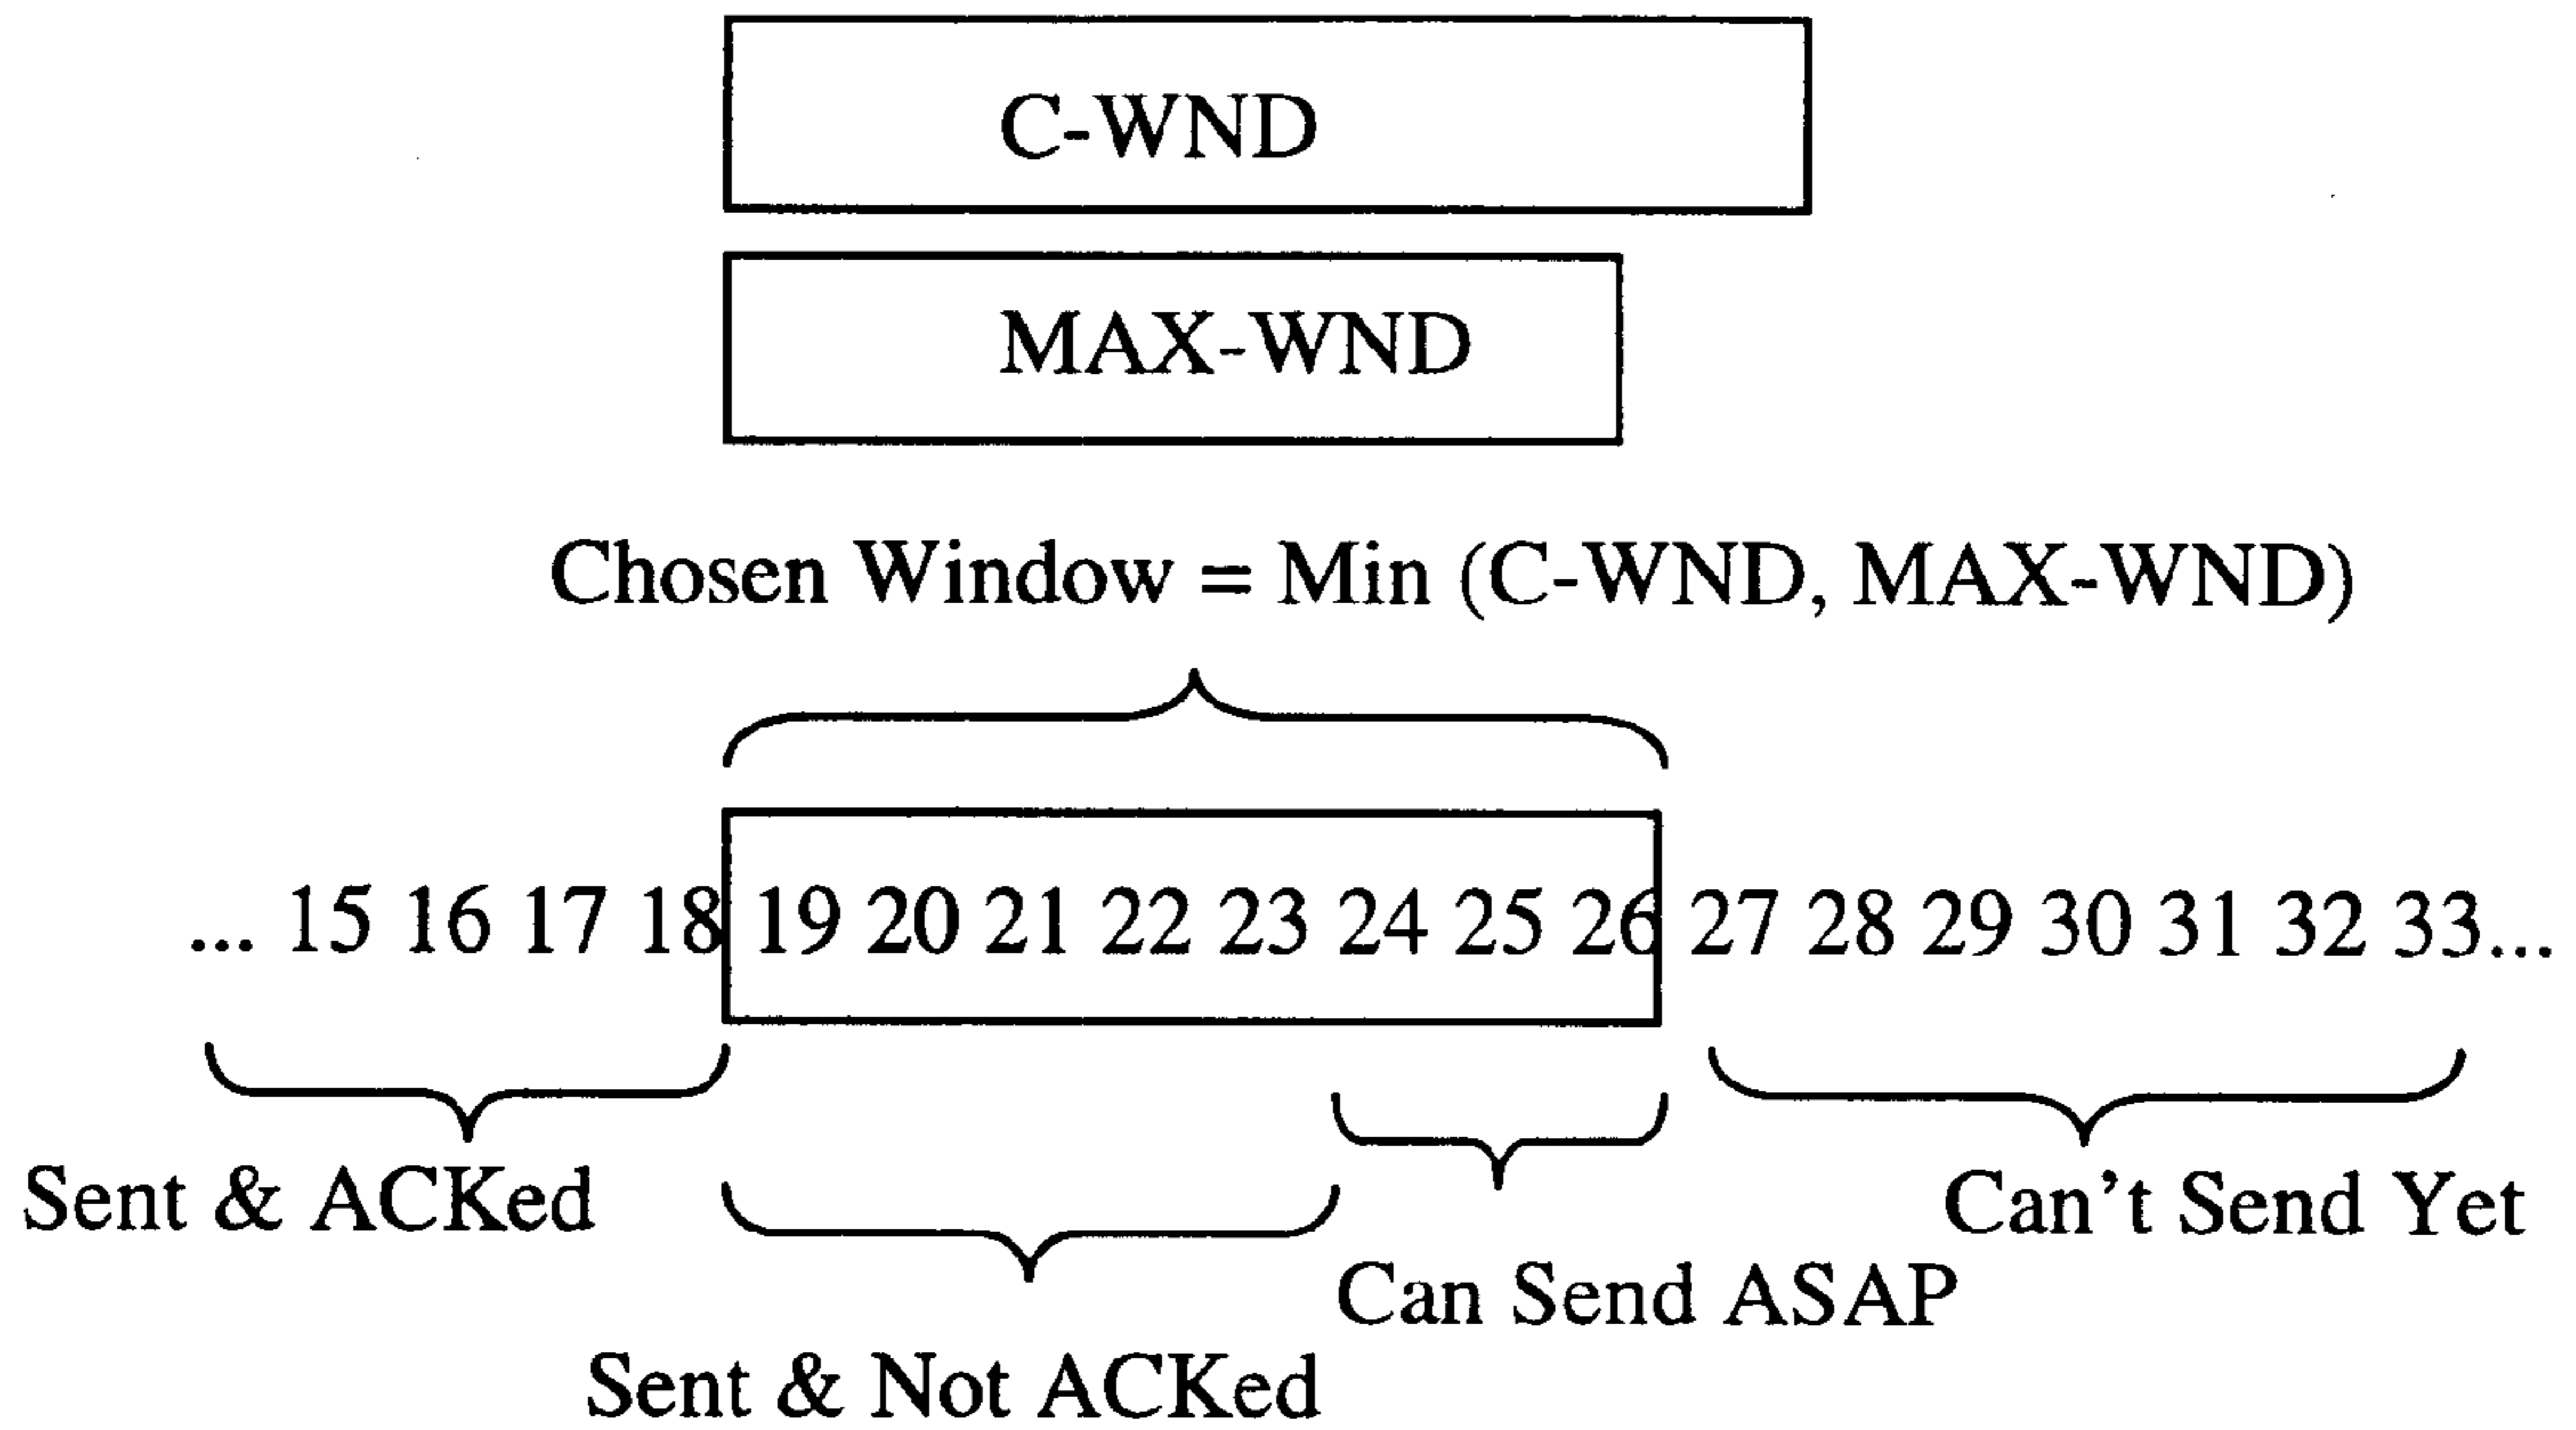 C-WND
MAX-WND
Chosen Window = Min (C-WND, MAX-WND)
... 15 16 17 18 19 20 21 22 23 24 25 26 27 28 29 30 31 32 33...
Sent & ACKed
Can't Send Yet
Can Send ASAP
Sent & Not ACKed